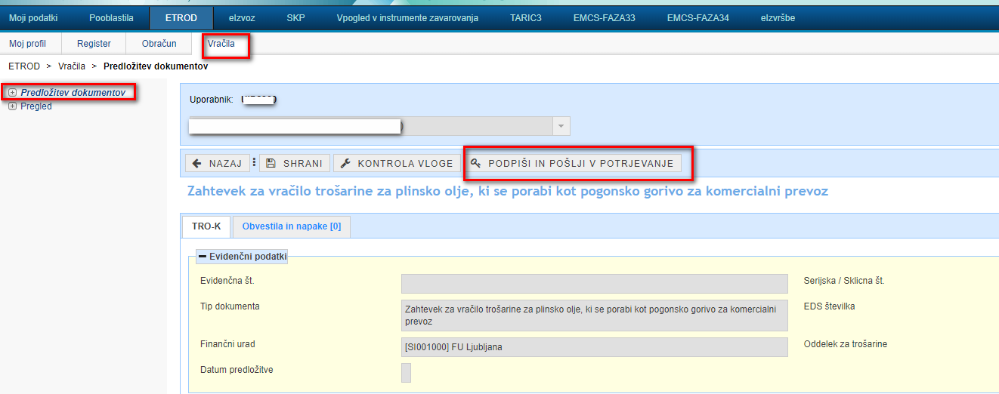 Moj podatki Pooblastila ETROD eIzvoz SKP Vpogled v instrumente zavarovanja TARIC3 EMCS-FAZA33 EMCS-FAZA34 eIzvršbe
Moj profil Register Obračun Vračila
ETROD > Vračila > Predložitev dokumentov
Predložitev dokumentov
Pregled
Uporabnik:
NAZAJ SHRANI KONTROLA VLOGE PODPIŠI IN POŠLJI V POTRJEVANJE
Zahtevek za vračilo trošarine za plinsko olje, ki se porabi kot pogonsko gorivo za komercialni prevoz
TRO-K Obvestila in napake [0]
Evidenčni podatki
Evidenčna št. Serijska / Sklicna št.
Tip dokumenta Zahtevek za vračilo trošarine za plinsko olje, ki se porabi kot pogonsko gorivo za komercialni EDS številka
prevoz
Finančni urad [SI001000] FU Ljubljana Oddelek za trošarine
Datum predložitve